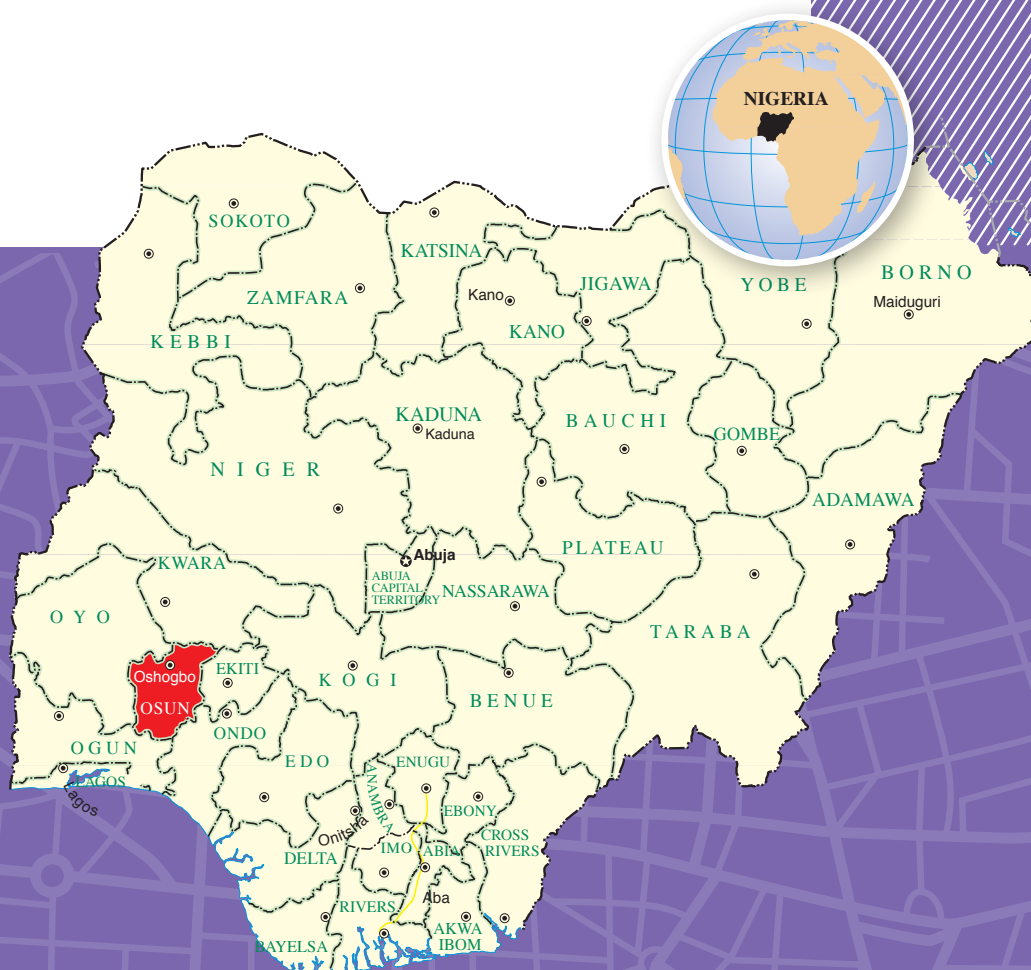 NIGERIA
SOKOTO
KATSINA
BORNO
YOBE
JIGAWA
ZAMFARA
Kano
Maiduguri
KANO
KEBBI
KADUNA
Kaduna
BAUCHI
GOMBE
NIGER
ADAMAWA
Abuja
PLATEAU
KWARA
ABUJA
CAPITAL
TERRITORY
NASSARAWA
OYO
TARABA
Oshogbo
EKITI
KOGI
BENUE
OSUN
ONDO
OGUN
EDO
ENUGU
LAGOS
Lagos
ANAMBRA
EBONY
Onitsha
CROSS
RIVERS
IMO
ABIA
DELTA
Aba
RIVERS
AKWA
IBOM
BAYELSA